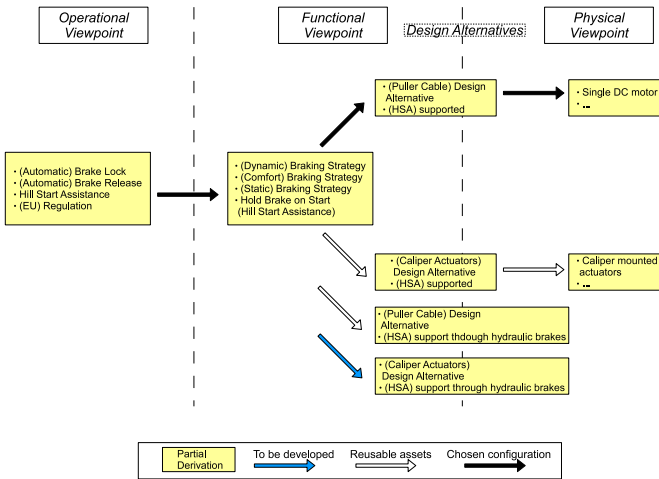 Operational
Viewpoint
Functional
Viewpoint
Design Alternatives
Physical
Viewpoint
• (Puller Cable) Design
Alternative
• (HSA) supported
• Single DC motor
• ...
• (Automatic) Brake Lock
• (Automatic) Brake Release
• Hill Start Assistance
• (EU) Regulation
• (Dynamic) Braking Strategy
• (Comfort) Braking Strategy
• (Static) Braking Strategy
• Hold Brake on Start
(Hill Start Assistance)
• (Caliper Actuators)
Design Alternative
• (HSA) supported
• Caliper mounted
actuators
• ...
• (Puller Cable) Design
Alternative
• (HSA) support thdough hydraulic brakes
• (Caliper Actuators)
Design Alternative
• (HSA) support through hydraulic brakes
Partial
Derivation
To be developed
Reusable assets
Chosen configuration